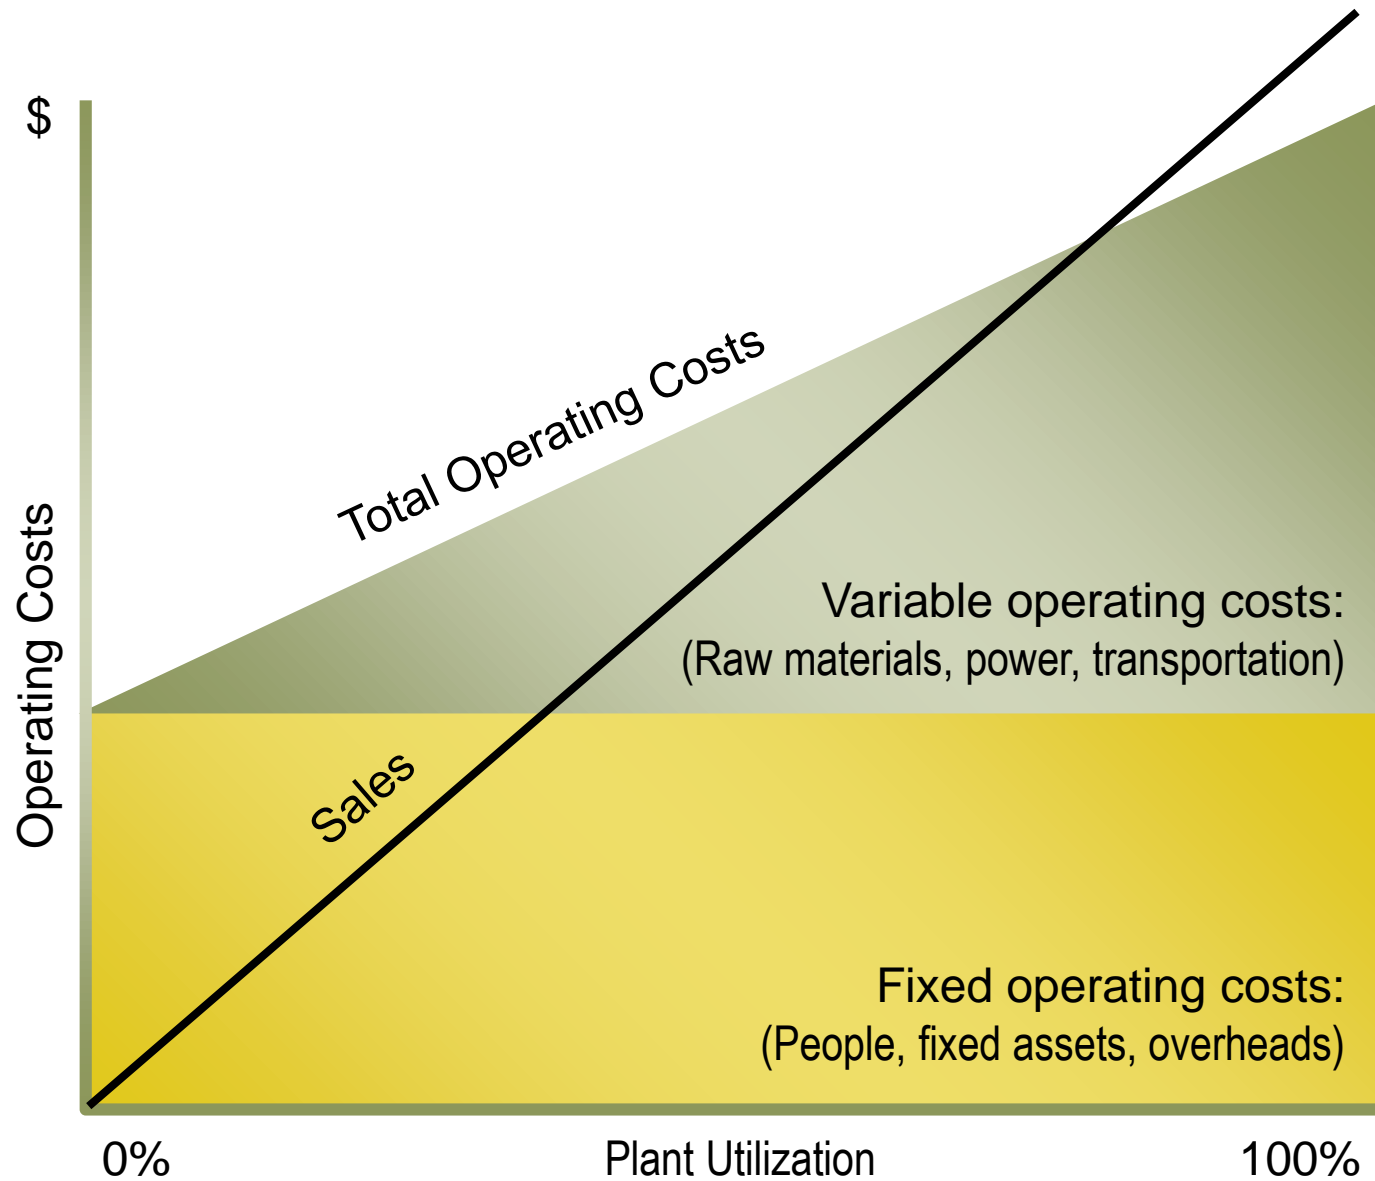 $
Operating Costs
Total Operating Costs
Variable operating costs:
(Raw materials, power, transportation)
Sales
Fixed operating costs:
(People, fixed assets, overheads)
0%
Plant Utilization
100%